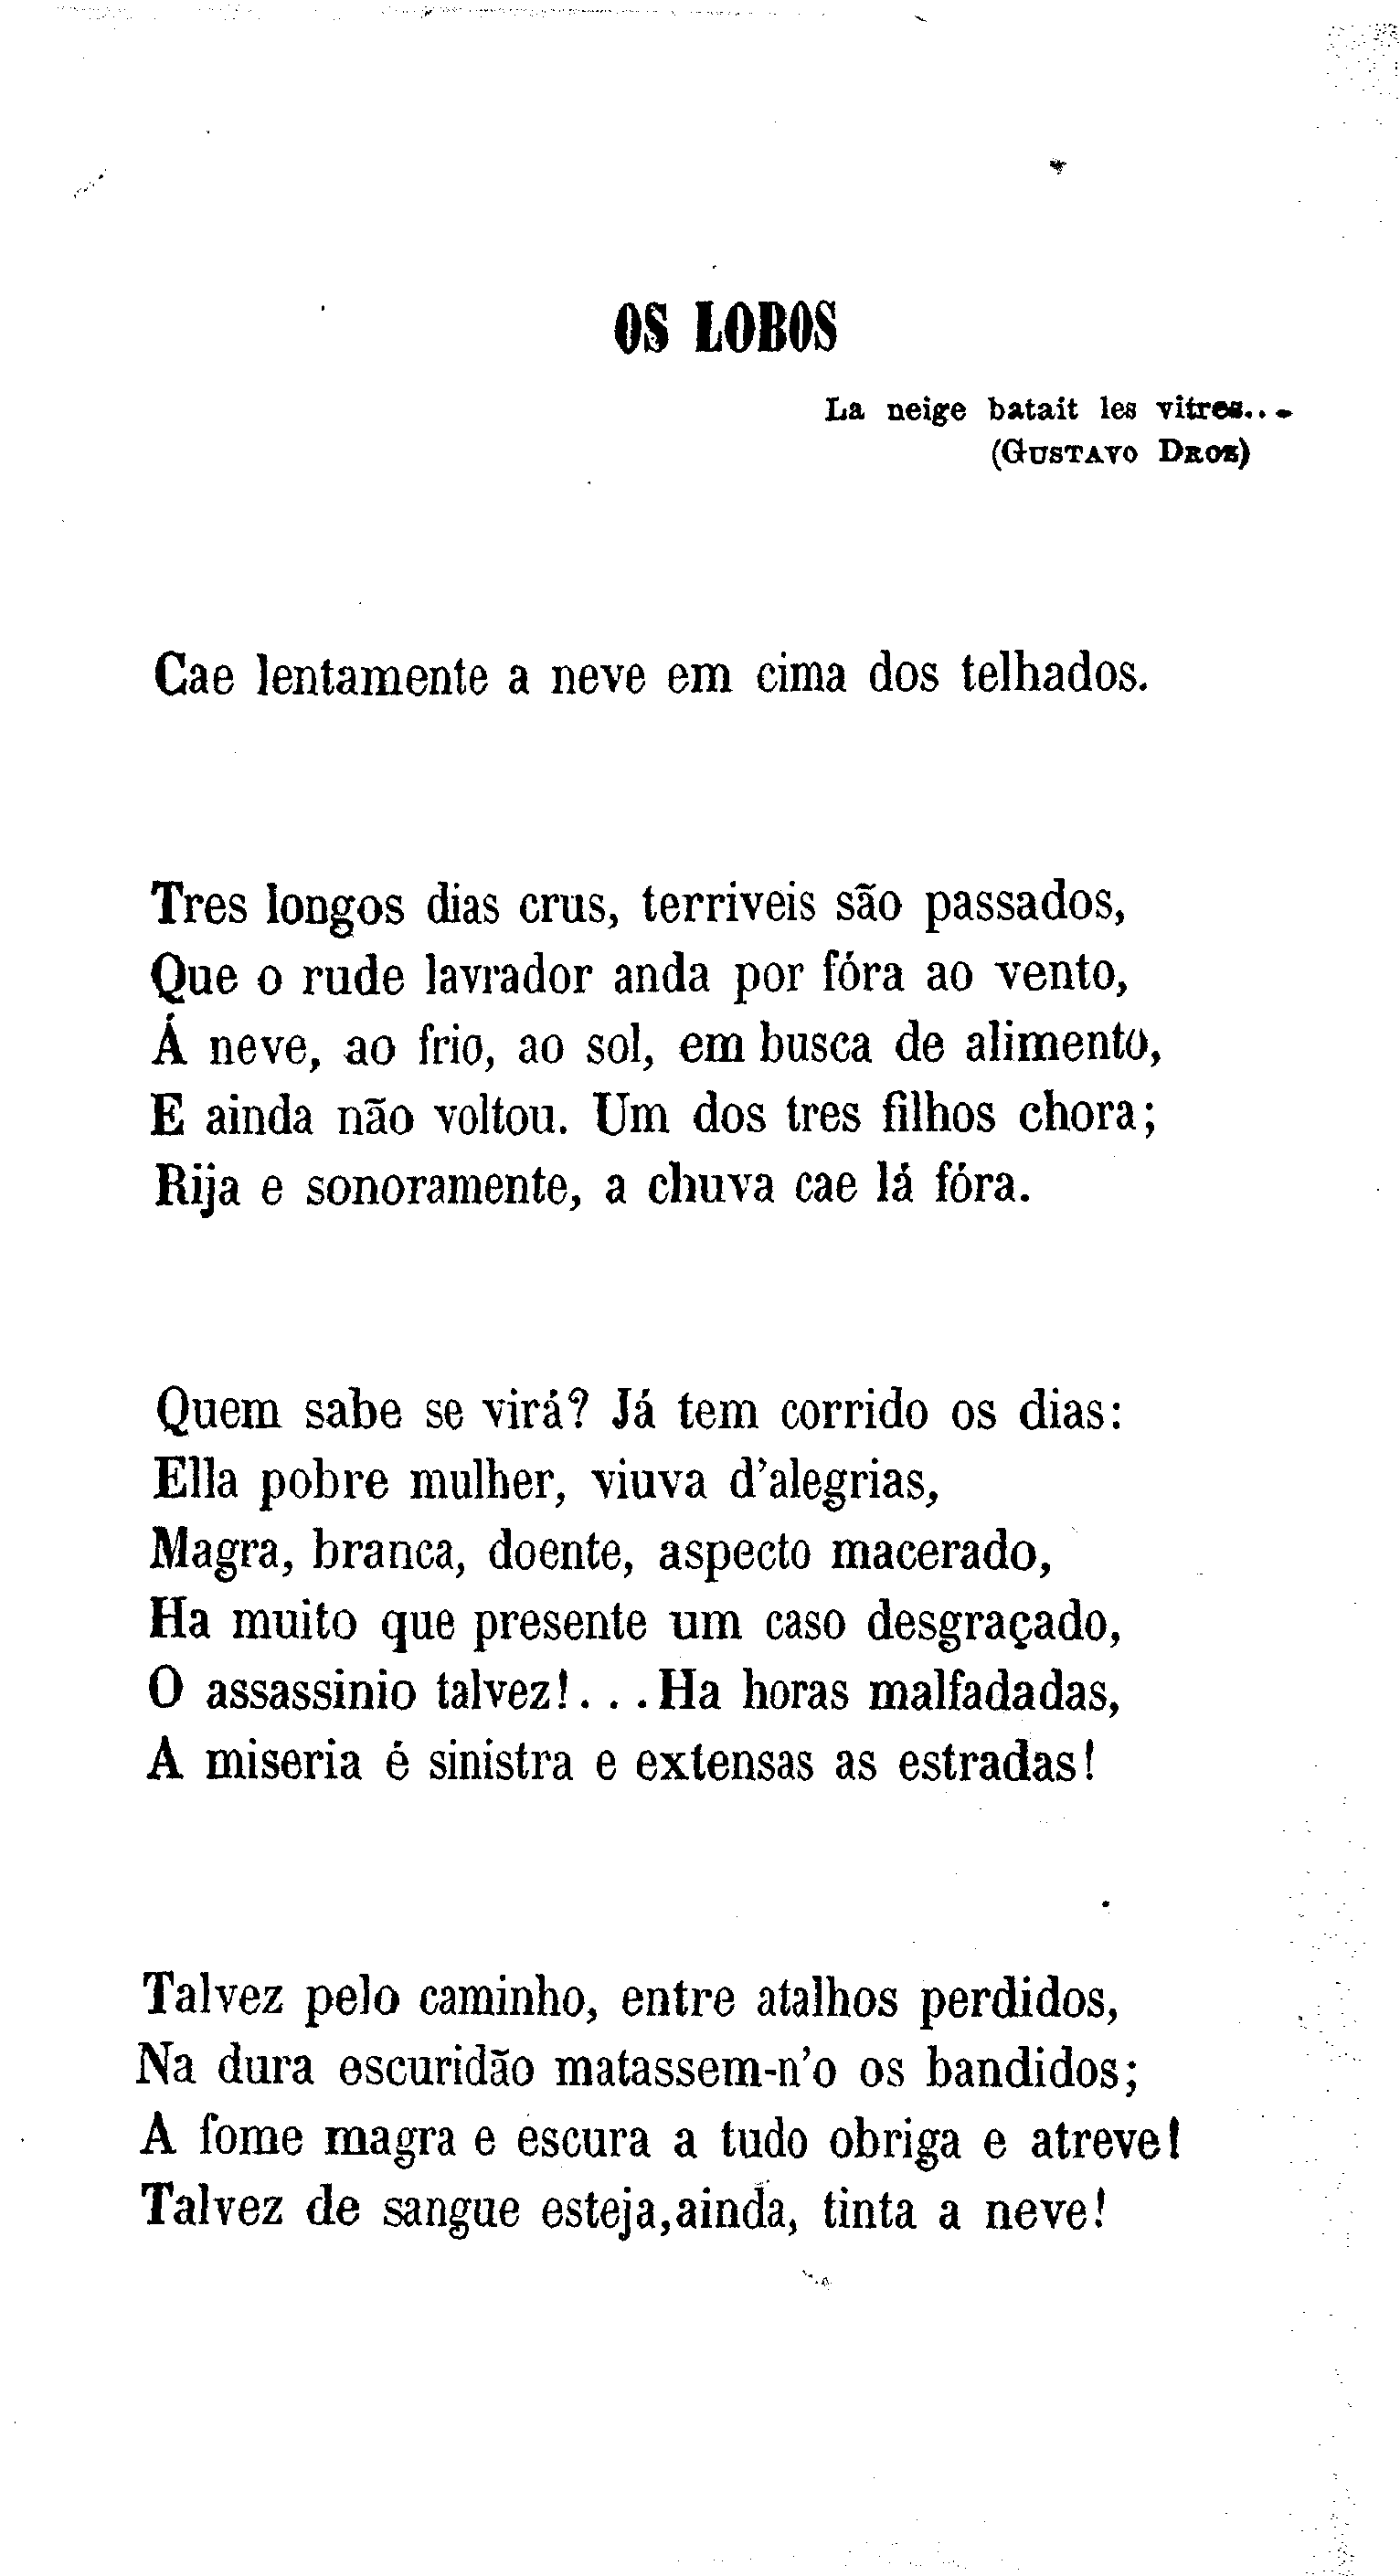 OS LOBOS
La neige batait les vitres...
(GUSTAVO DROZ)
Cae lentamente a neve em cima dos telhados.
Tres longos dias crus, terriveis são passados,
Que o rude lavrador anda por fóra ao vento,
Á neve, ao frio, ao sol, em busca de alimento,
E ainda não voltou. Um dos tres filhos chora;
Rija e sonoramente, a chuva cae lá fóra.
Quem sabe se virá? Já tem corrido os dias:
Ella pobre mulher, viuva d'alegrias,
Magra, branca, doente, aspecto macerado,
Ha muito que presente um caso desgraçado,
O assassinio talvez!... Ha horas malfadadas,
A miseria é sinistra e extensas as estradas!
Talvez pelo caminho, entre atalhos perdidos,
Na dura escuridão matassem-n'o os bandidos;
A fome magra e escura a tudo obriga e atreve!
Talvez de sangue esteja,ainda, tinta a neve!